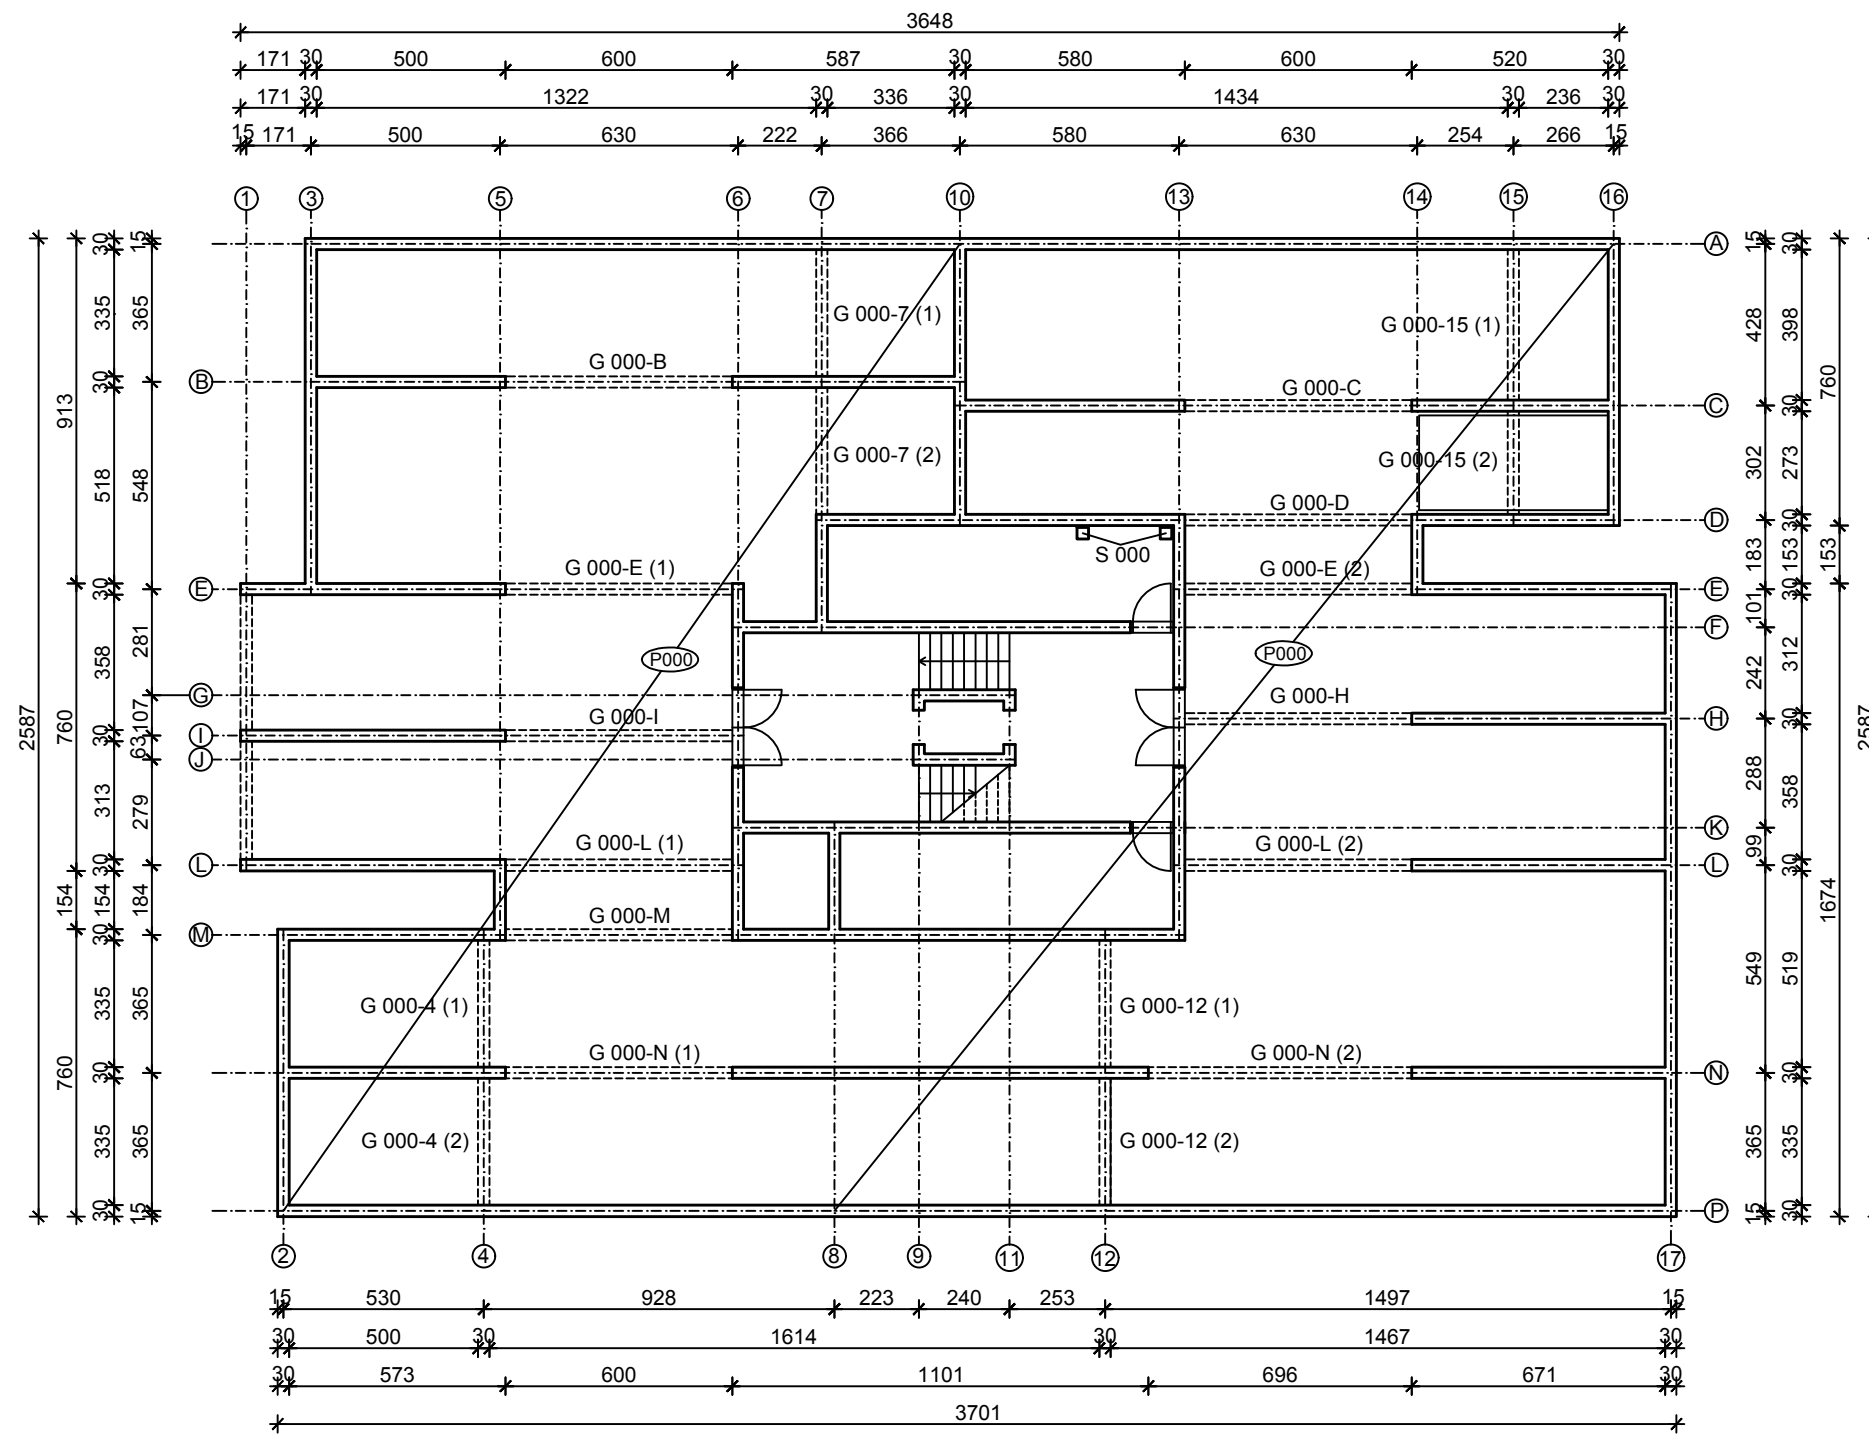 3648
171 30 500 600 587 30 580 600 520 30
171 30 1322 30 336 30 1434 30 236 30
15 171 500 630 222 366 580 630 254 266 15
1 3 5 6 7 10 13 14 15 16
A
B
C
D
E
E
F
G
H
I
J
K
L
L
M
N
P
G 000-7 (1)
G 000-15 (1)
G 000-B
G 000-C
G 000-7 (2)
G 000-15 (2)
G 000-D
S 000
G 000-E (1)
G 000-E (2)
P000
P000
G 000-H
G 000-I
G 000-L (1)
G 000-L (2)
G 000-M
G 000-4 (1)
G 000-12 (1)
G 000-N (1)
G 000-N (2)
G 000-4 (2)
G 000-12 (2)
2587
913 760 154 760
30 335 30 518 30 358 30 313 30 154 30 335 30 335 30
15 365 548 281 107 63 279 184 365 365 15
15 428 302 183 101 242 288 99 549 365 15
30 398 30 273 30 153 30 312 30 358 30 519 30 335 30
760 153 1674
2587
2 4 8 9 11 12 17
15 530 928 223 240 253 1497 15
30 500 30 1614 30 1467 30
30 573 600 1101 696 671 30
3701